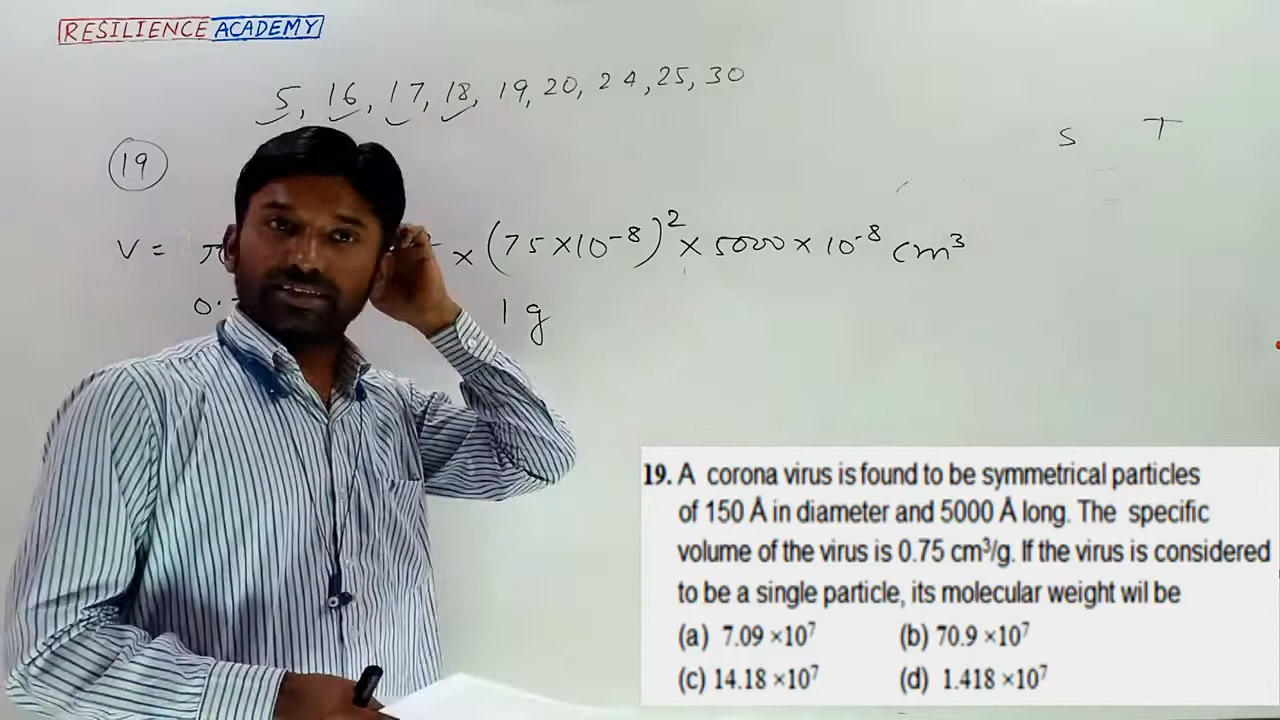 RESILIENCE ACADEMY
5, 16, 17, 18, 19, 20, 24, 25, 30
S T
19
V = π × (75 × 10⁻⁸)² × 5000 × 10⁻⁸ cm³
0. 1 g
19. A corona virus is found to be symmetrical particles
of 150 Å in diameter and 5000 Å long. The specific
volume of the virus is 0.75 cm³/g. If the virus is considered
to be a single particle, its molecular weight wil be
(a) 7.09 ×10⁷ (b) 70.9 ×10⁷
(c) 14.18 ×10⁷ (d) 1.418 ×10⁷